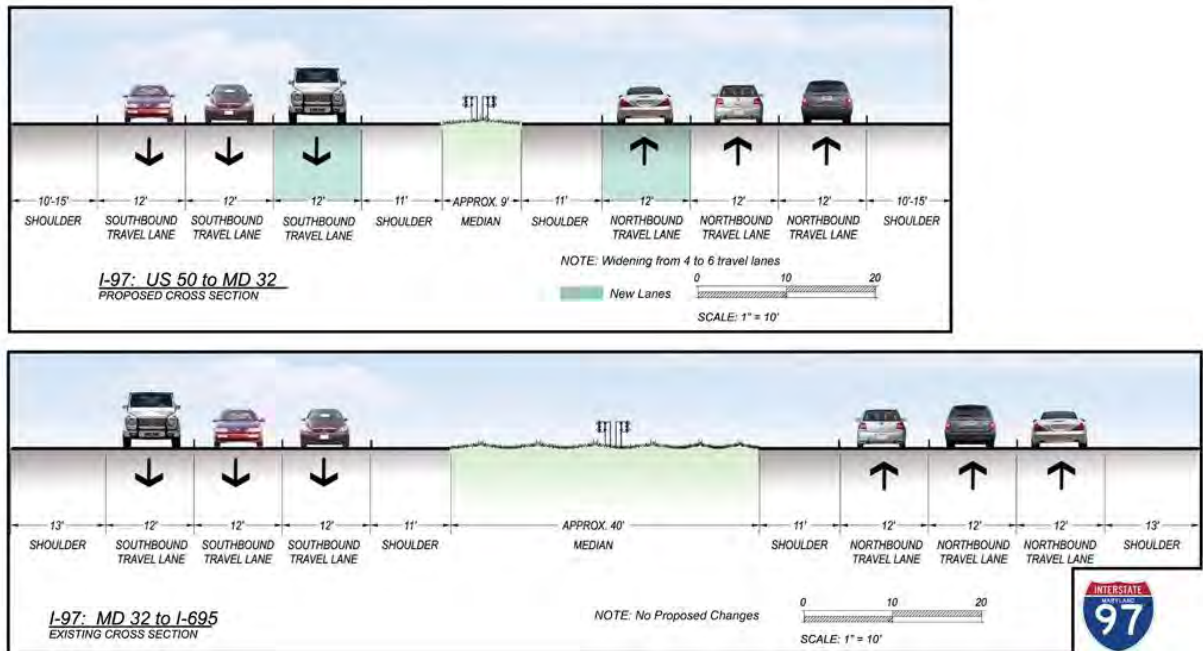 10'-15'
SHOULDER
12'
SOUTHBOUND
TRAVEL LANE
12'
SOUTHBOUND
TRAVEL LANE
12'
SOUTHBOUND
TRAVEL LANE
11'
SHOULDER
APPROX. 9'
MEDIAN
11'
SHOULDER
12'
NORTHBOUND
TRAVEL LANE
12'
NORTHBOUND
TRAVEL LANE
12'
NORTHBOUND
TRAVEL LANE
10'-15'
SHOULDER
I-97: US 50 to MD 32
PROPOSED CROSS SECTION
NOTE: Widening from 4 to 6 travel lanes
New Lanes
0 10 20
SCALE: 1" = 10'
13'
SHOULDER
12'
SOUTHBOUND
TRAVEL LANE
12'
SOUTHBOUND
TRAVEL LANE
12'
SOUTHBOUND
TRAVEL LANE
11'
SHOULDER
APPROX. 40'
MEDIAN
11'
SHOULDER
12'
NORTHBOUND
TRAVEL LANE
12'
NORTHBOUND
TRAVEL LANE
12'
NORTHBOUND
TRAVEL LANE
13'
SHOULDER
I-97: MD 32 to I-695
EXISTING CROSS SECTION
NOTE: No Proposed Changes
0 10 20
SCALE: 1" = 10'
INTERSTATE
MARYLAND
97